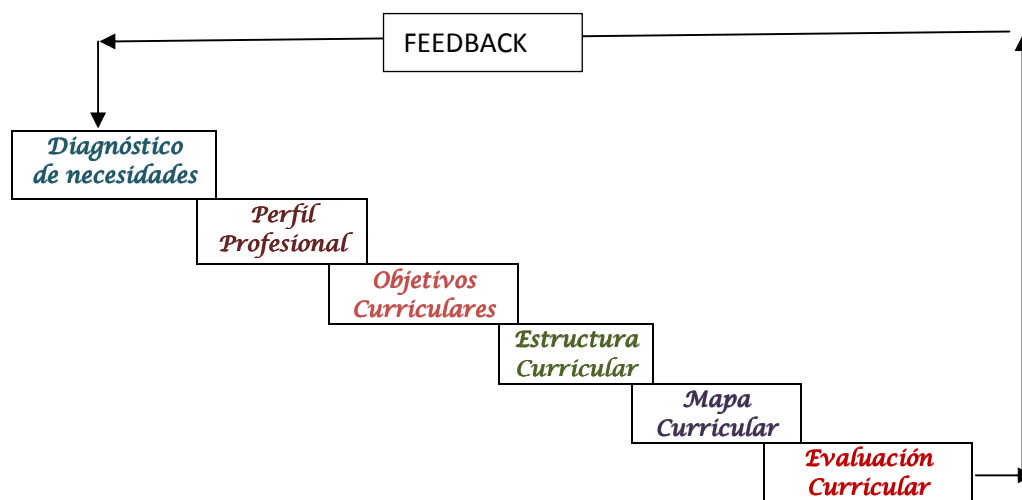 FEEDBACK
Diagnóstico
de necesidades
Perfil
Profesional
Objetivos
Curriculares
Estructura
Curricular
Mapa
Curricular
Evaluación
Curricular